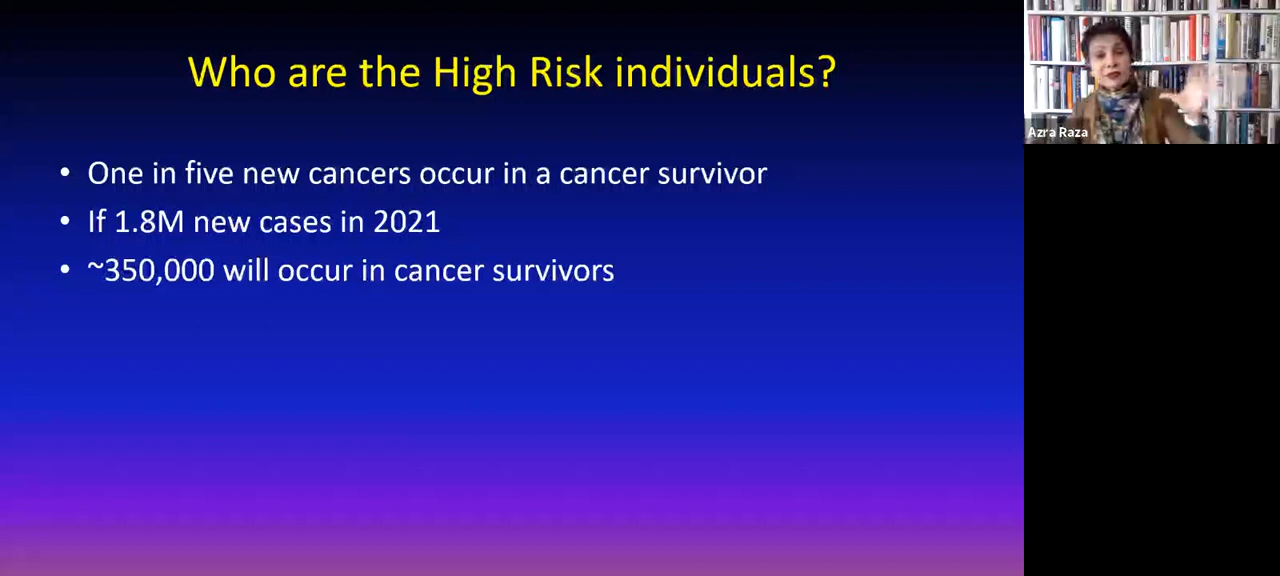 Who are the High Risk individuals?
• One in five new cancers occur in a cancer survivor
• If 1.8M new cases in 2021
• ~350,000 will occur in cancer survivors
Azra Raza